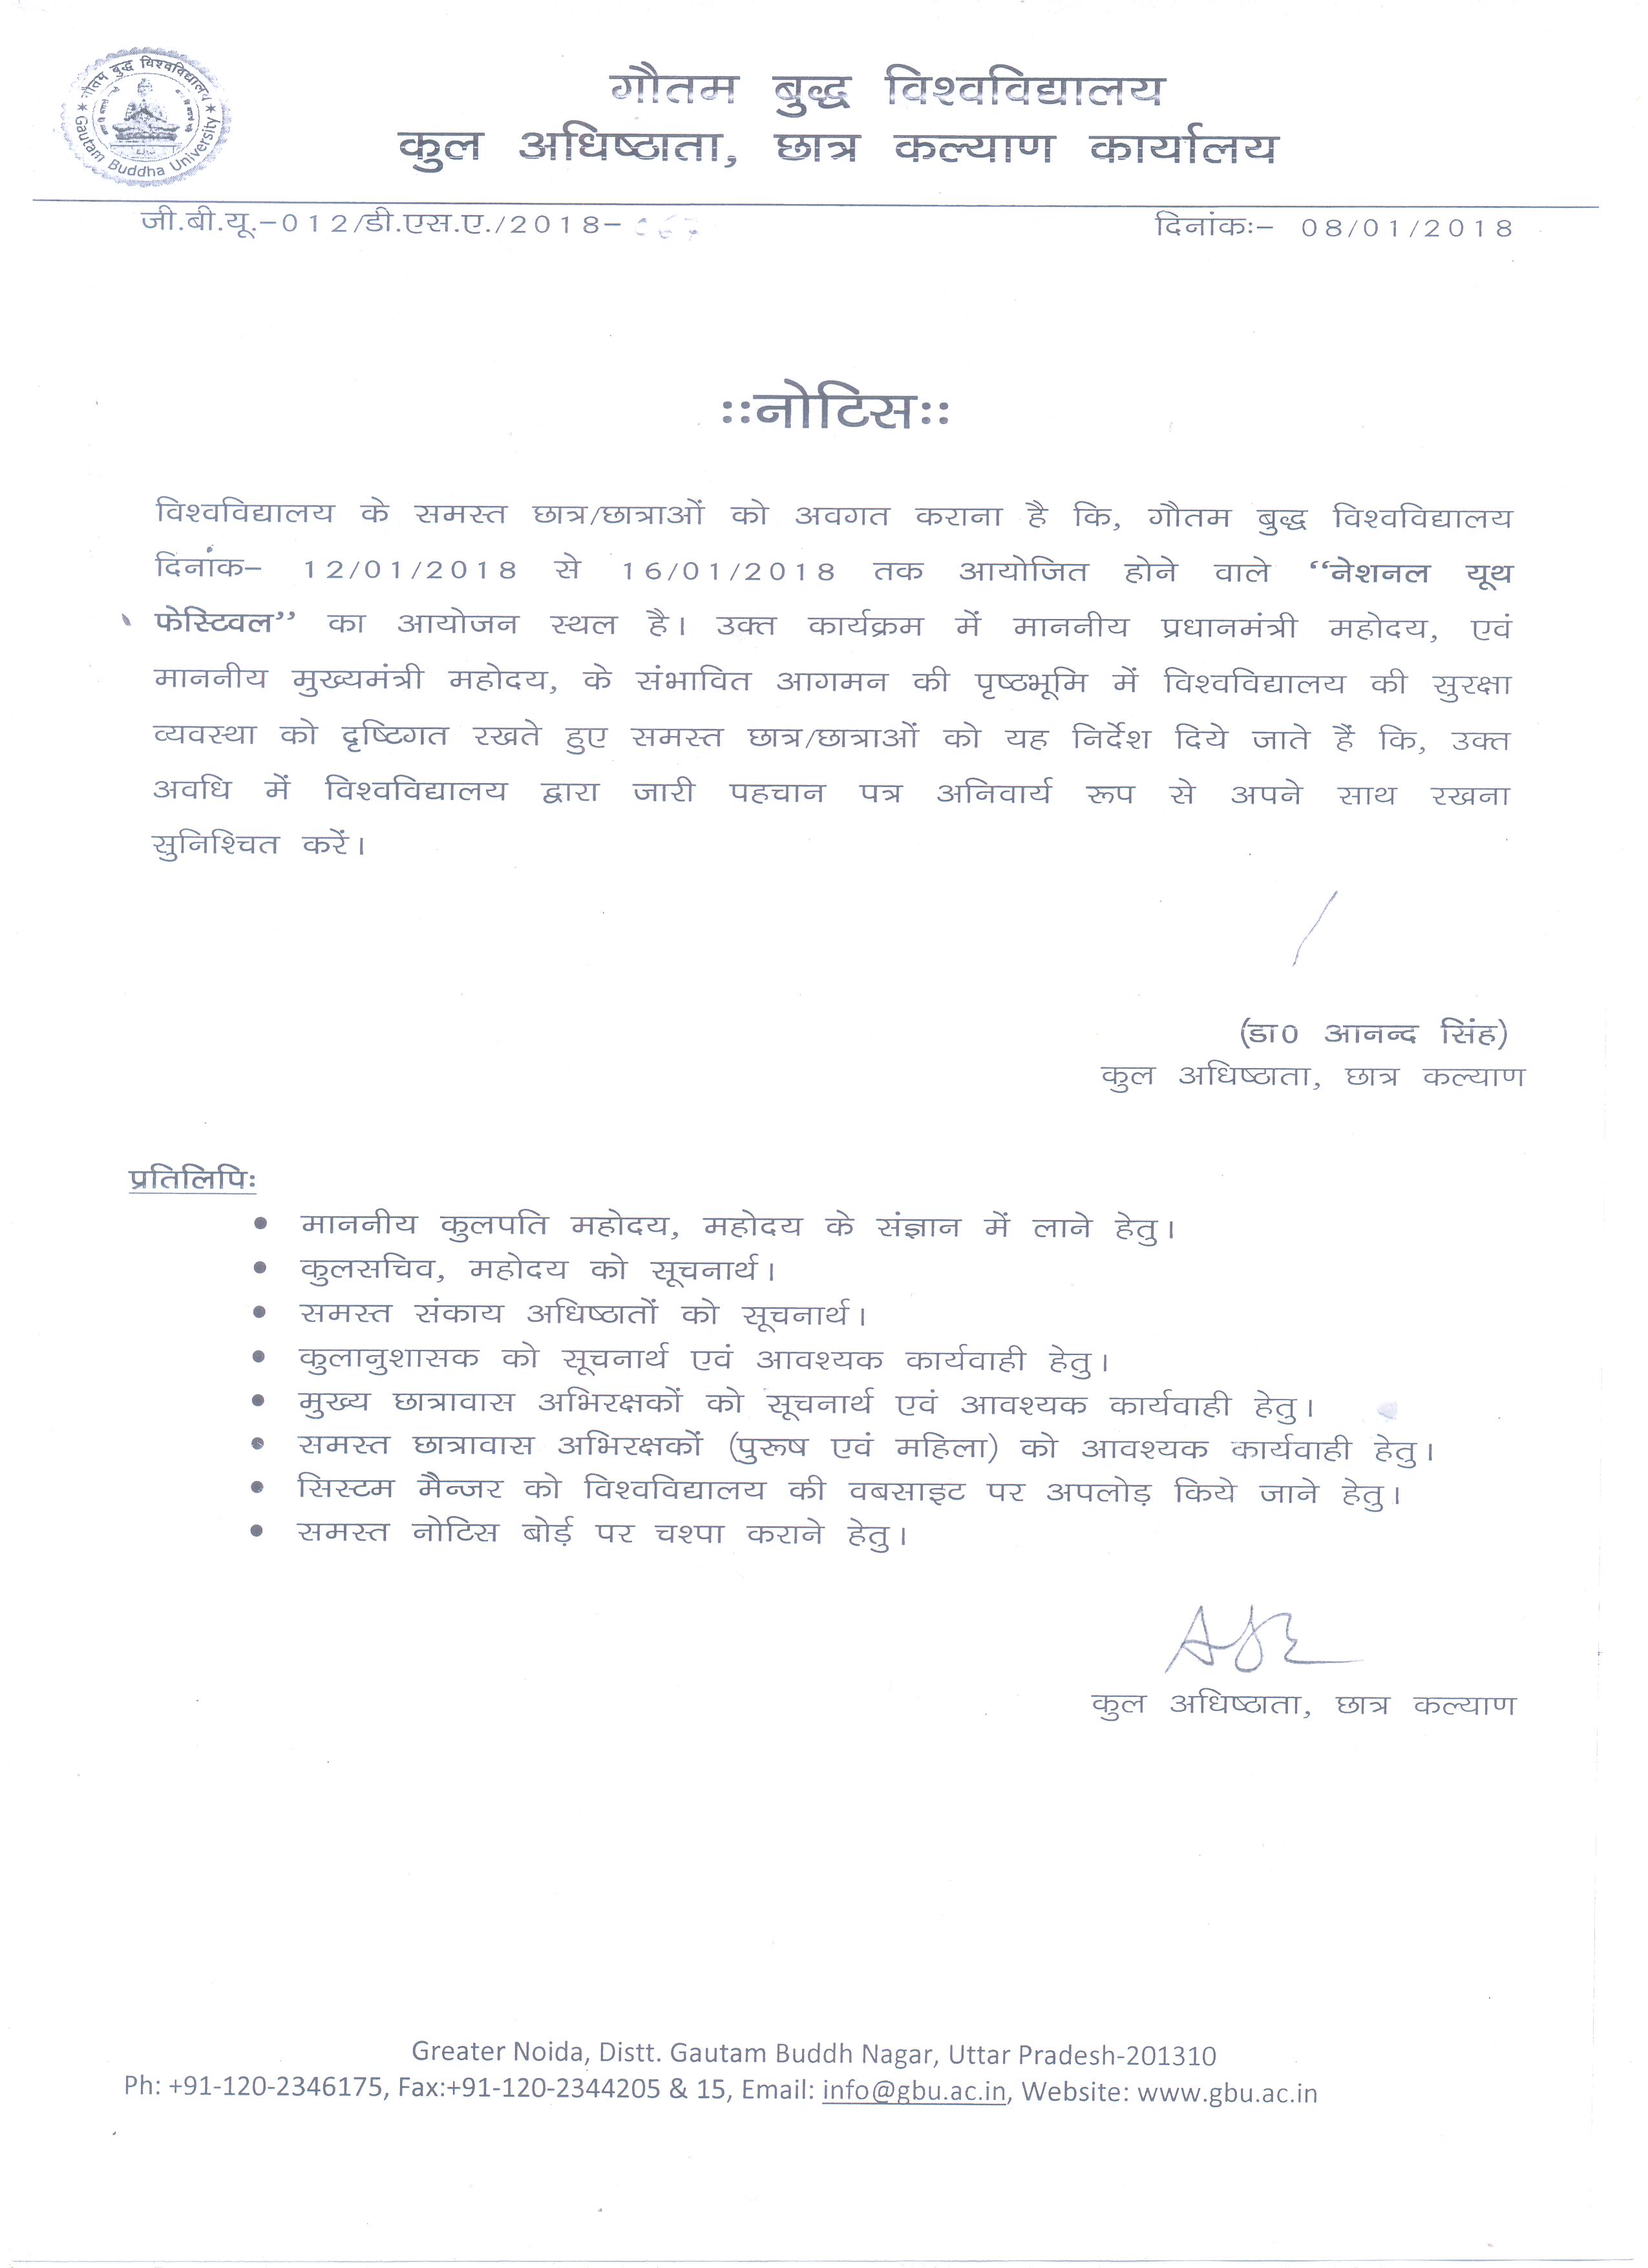 गौतम बुद्ध विश्वविद्यालय
Gautam Buddha University
गौतम बुद्ध विश्वविद्यालय
कुल अधिष्ठाता, छात्र कल्याण कार्यालय
जी.बी.यू.-012/डी.एस.ए./2018-
दिनांकः- 08/01/2018
::नोटिस::
विश्वविद्यालय के समस्त छात्र/छात्राओं को अवगत कराना है कि, गौतम बुद्ध विश्वविद्यालय
दिनांक- 12/01/2018 से 16/01/2018 तक आयोजित होने वाले “नेशनल यूथ
फेस्टिवल” का आयोजन स्थल है। उक्त कार्यक्रम में माननीय प्रधानमंत्री महोदय, एवं
माननीय मुख्यमंत्री महोदय, के संभावित आगमन की पृष्ठभूमि में विश्वविद्यालय की सुरक्षा
व्यवस्था को दृष्टिगत रखते हुए समस्त छात्र/छात्राओं को यह निर्देश दिये जाते हैं कि, उक्त
अवधि में विश्वविद्यालय द्वारा जारी पहचान पत्र अनिवार्य रूप से अपने साथ रखना
सुनिश्चित करें।
(डा0 आनन्द सिंह)
कुल अधिष्ठाता, छात्र कल्याण
प्रतिलिपिः
• माननीय कुलपति महोदय, महोदय के संज्ञान में लाने हेतु।
• कुलसचिव, महोदय को सूचनार्थ।
• समस्त संकाय अधिष्ठातों को सूचनार्थ।
• कुलानुशासक को सूचनार्थ एवं आवश्यक कार्यवाही हेतु।
• मुख्य छात्रावास अभिरक्षकों को सूचनार्थ एवं आवश्यक कार्यवाही हेतु।
• समस्त छात्रावास अभिरक्षकों (पुरूष एवं महिला) को आवश्यक कार्यवाही हेतु।
• सिस्टम मैन्जर को विश्वविद्यालय की वबसाइट पर अपलोड़ किये जाने हेतु।
• समस्त नोटिस बोर्ड़ पर चश्पा कराने हेतु।
कुल अधिष्ठाता, छात्र कल्याण
Greater Noida, Distt. Gautam Buddh Nagar, Uttar Pradesh-201310
Ph: +91-120-2346175, Fax:+91-120-2344205 & 15, Email: info@gbu.ac.in, Website: www.gbu.ac.in